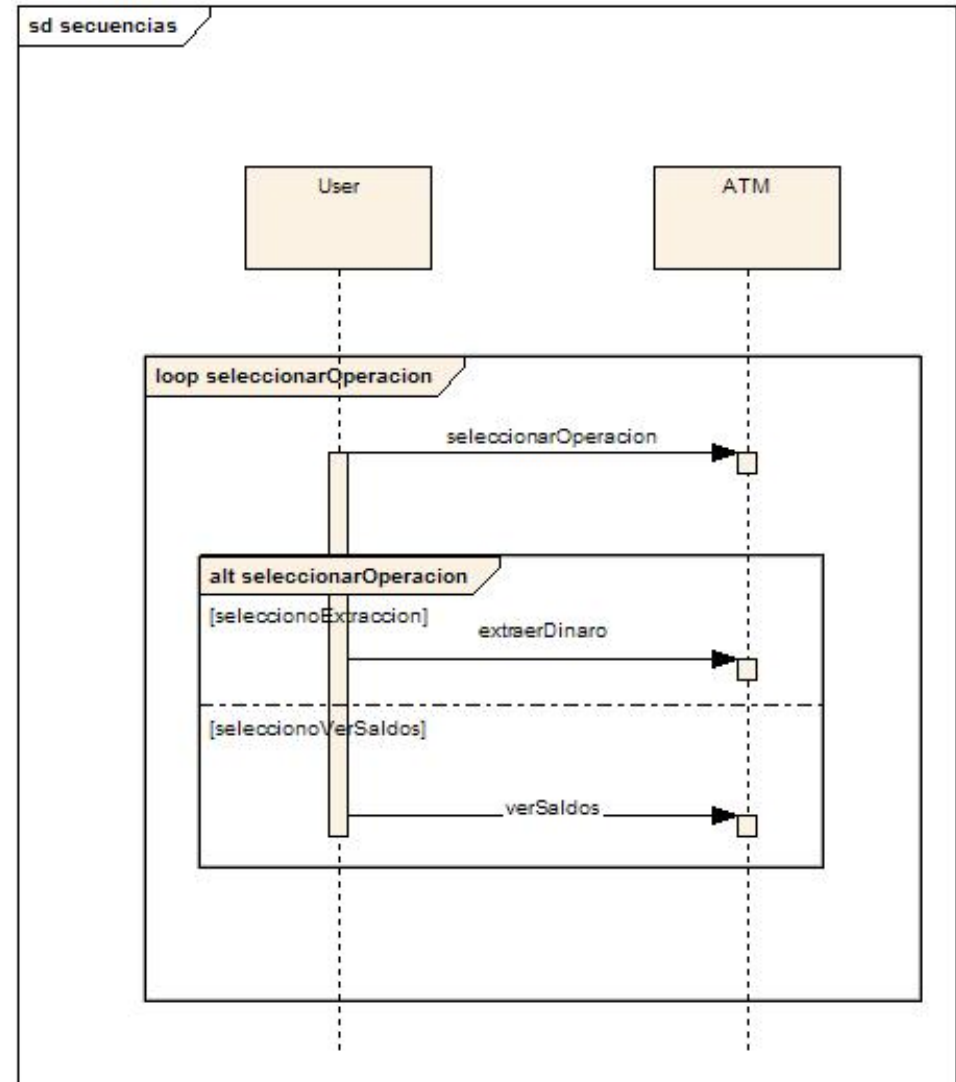 sd secuencias
User
ATM
loop seleccionarOperacion
seleccionarOperacion
alt seleccionarOperacion
[seleccionoExtraccion]
extraerDinaro
[seleccionoVerSaldos]
verSaldos